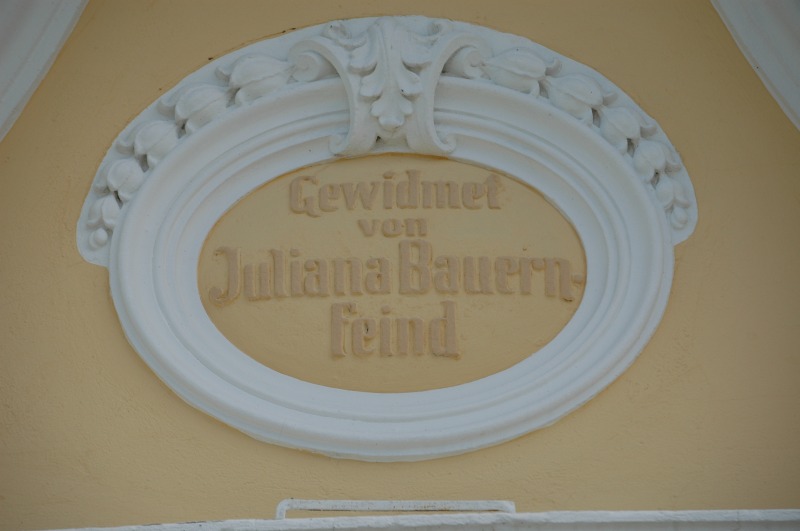 Gewidmet
von
Juliana Bauern-
feind